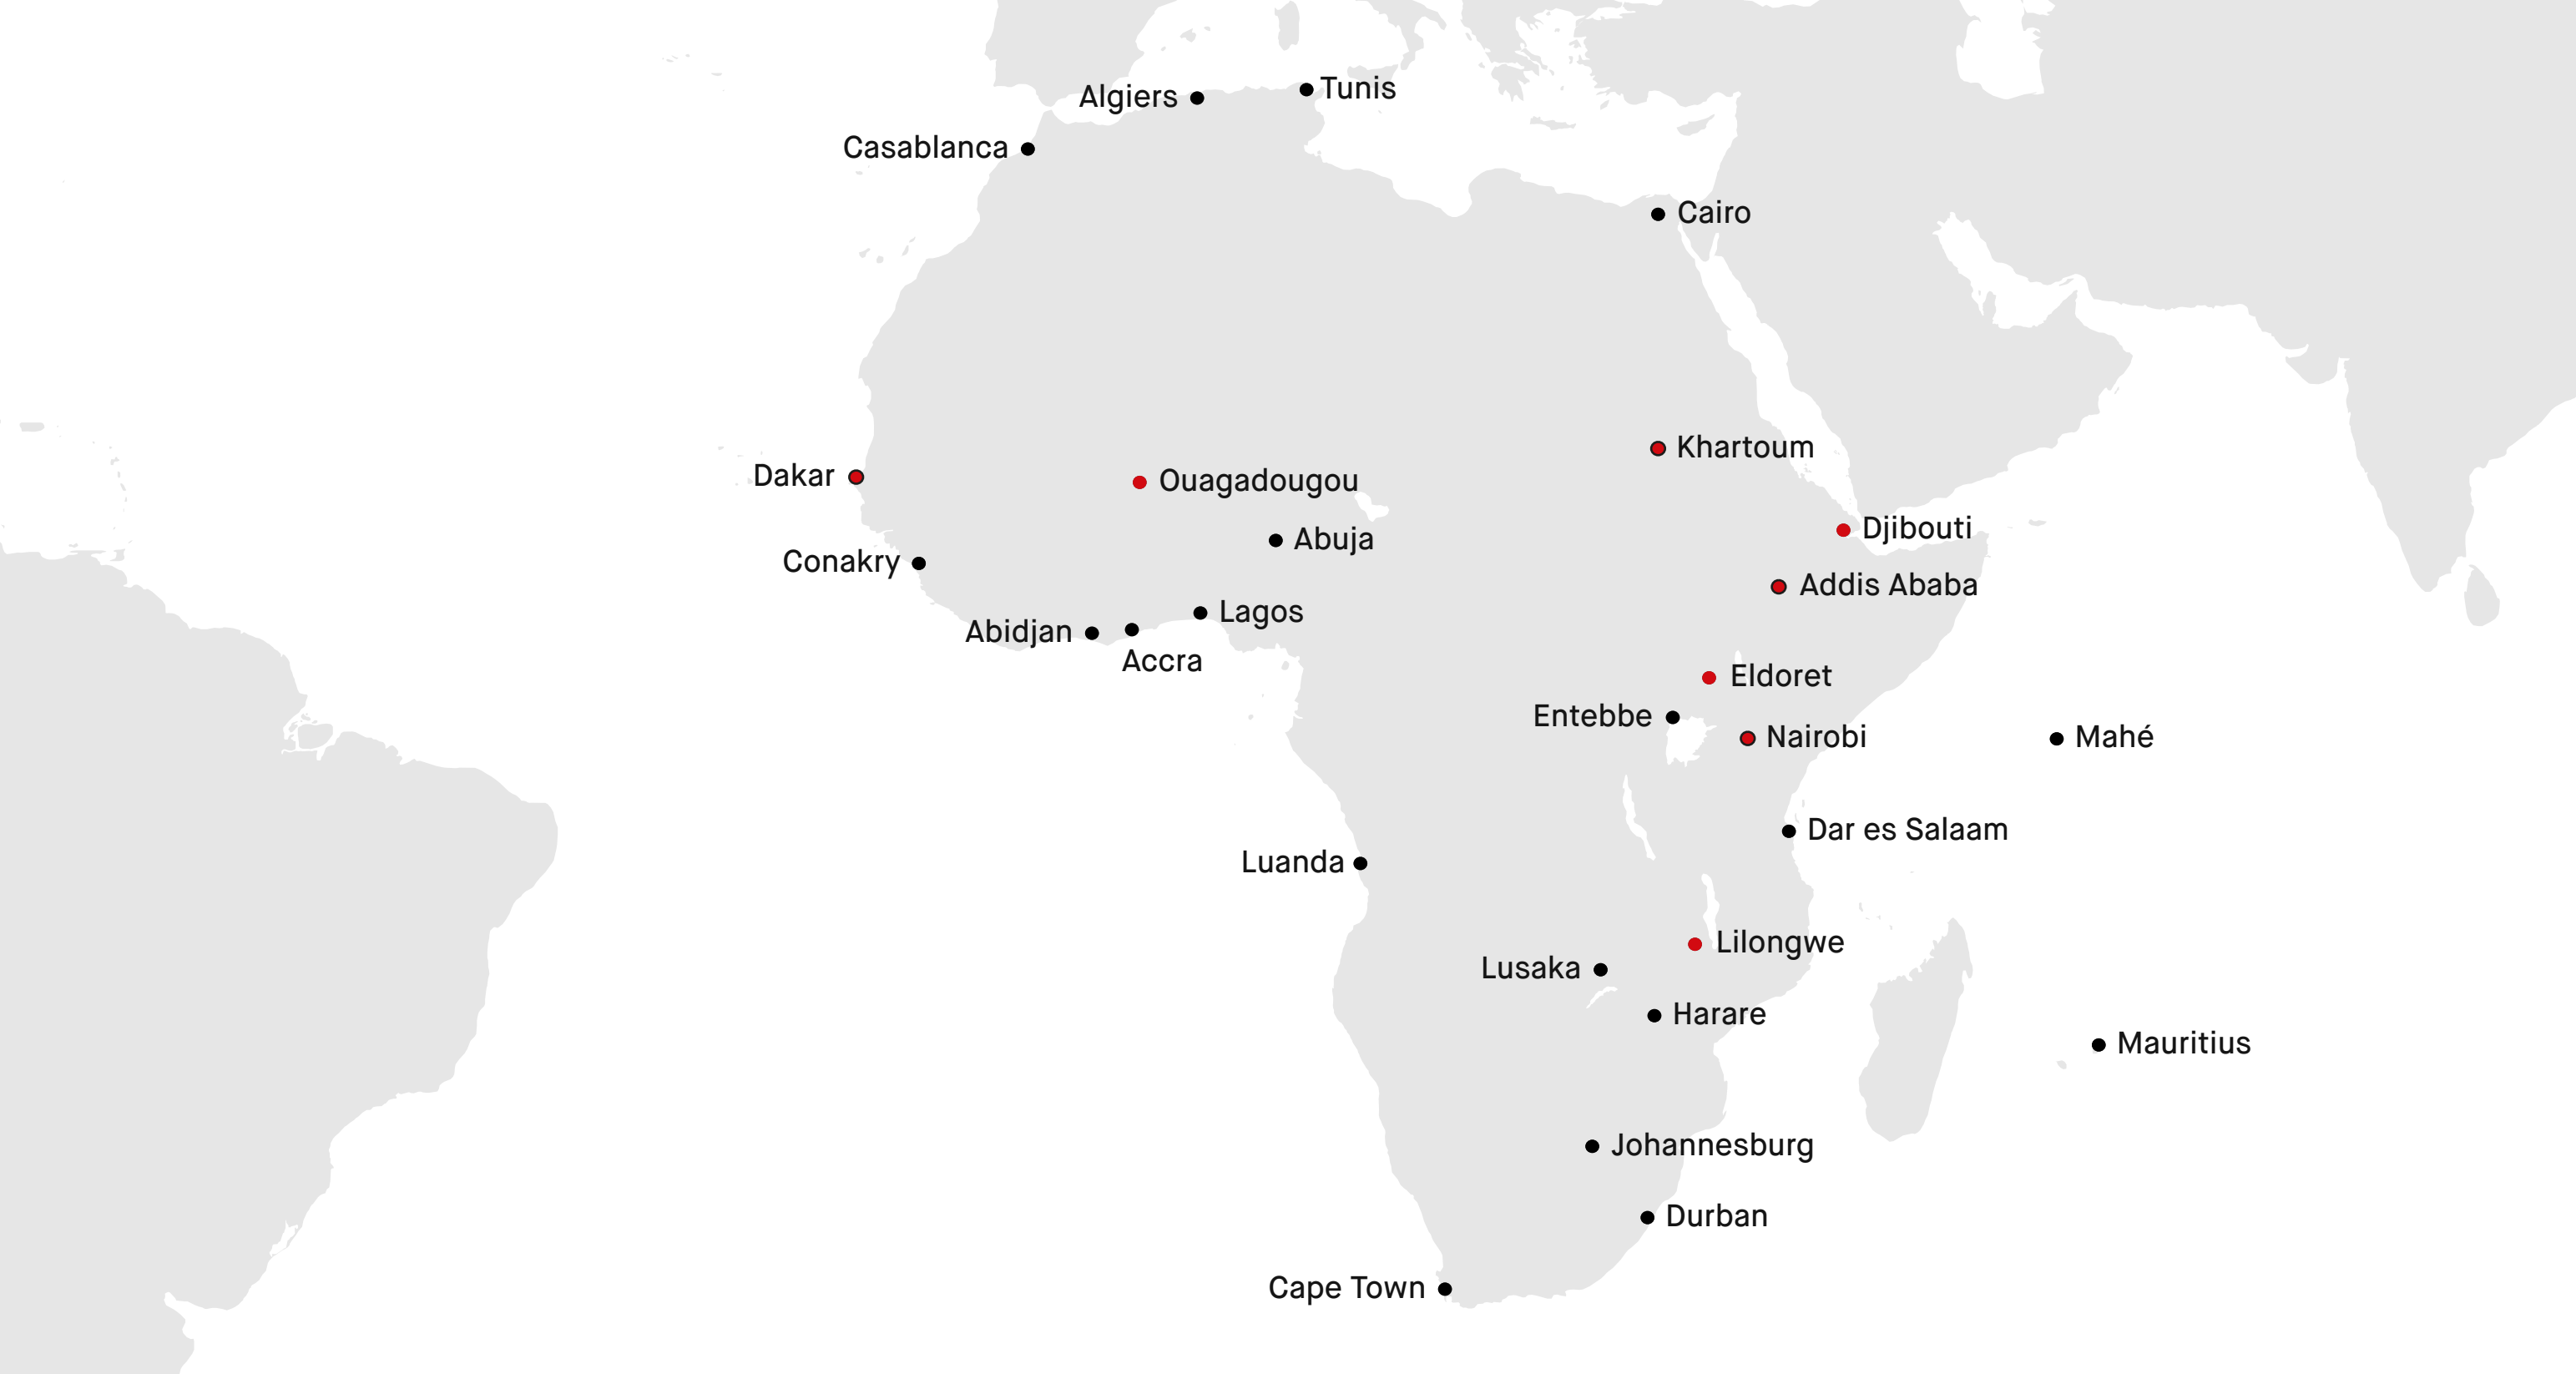 Tunis
Algiers
Casablanca
Cairo
Khartoum
Dakar
Ouagadougou
Djibouti
Abuja
Conakry
Addis Ababa
Lagos
Abidjan
Accra
Eldoret
Entebbe
Nairobi
Mahé
Dar es Salaam
Luanda
Lilongwe
Lusaka
Harare
Mauritius
Johannesburg
Durban
Cape Town